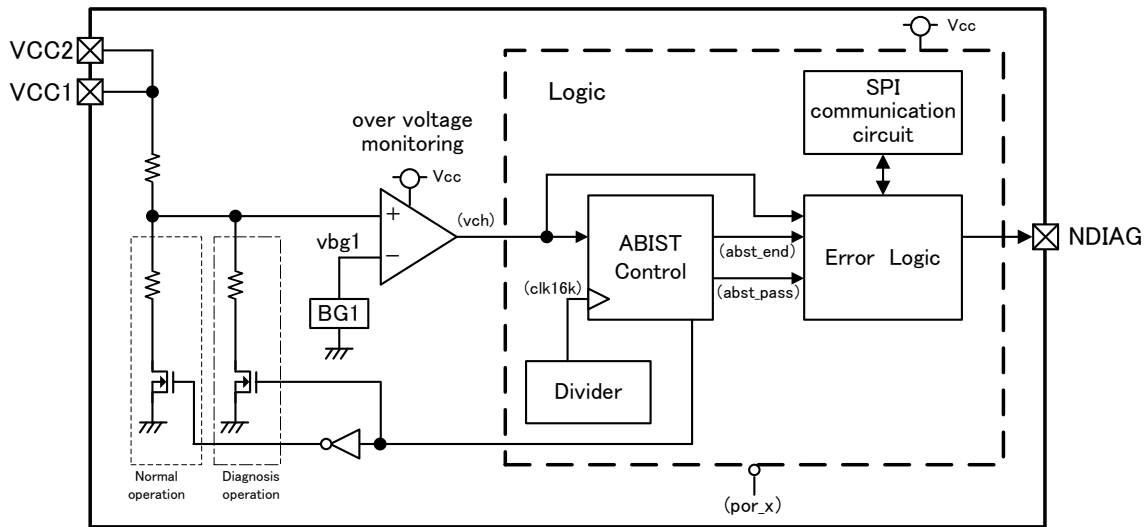 VCC2
VCC1
Vcc
Logic
SPI
communication
circuit
over voltage
monitoring
Vcc
+
−
(vch)
vbg1
BG1
ABIST
Control
(clk16k)
(abst_end)
(abst_pass)
Error Logic
NDIAG
Divider
Normal
operation
Diagnosis
operation
(por_x)